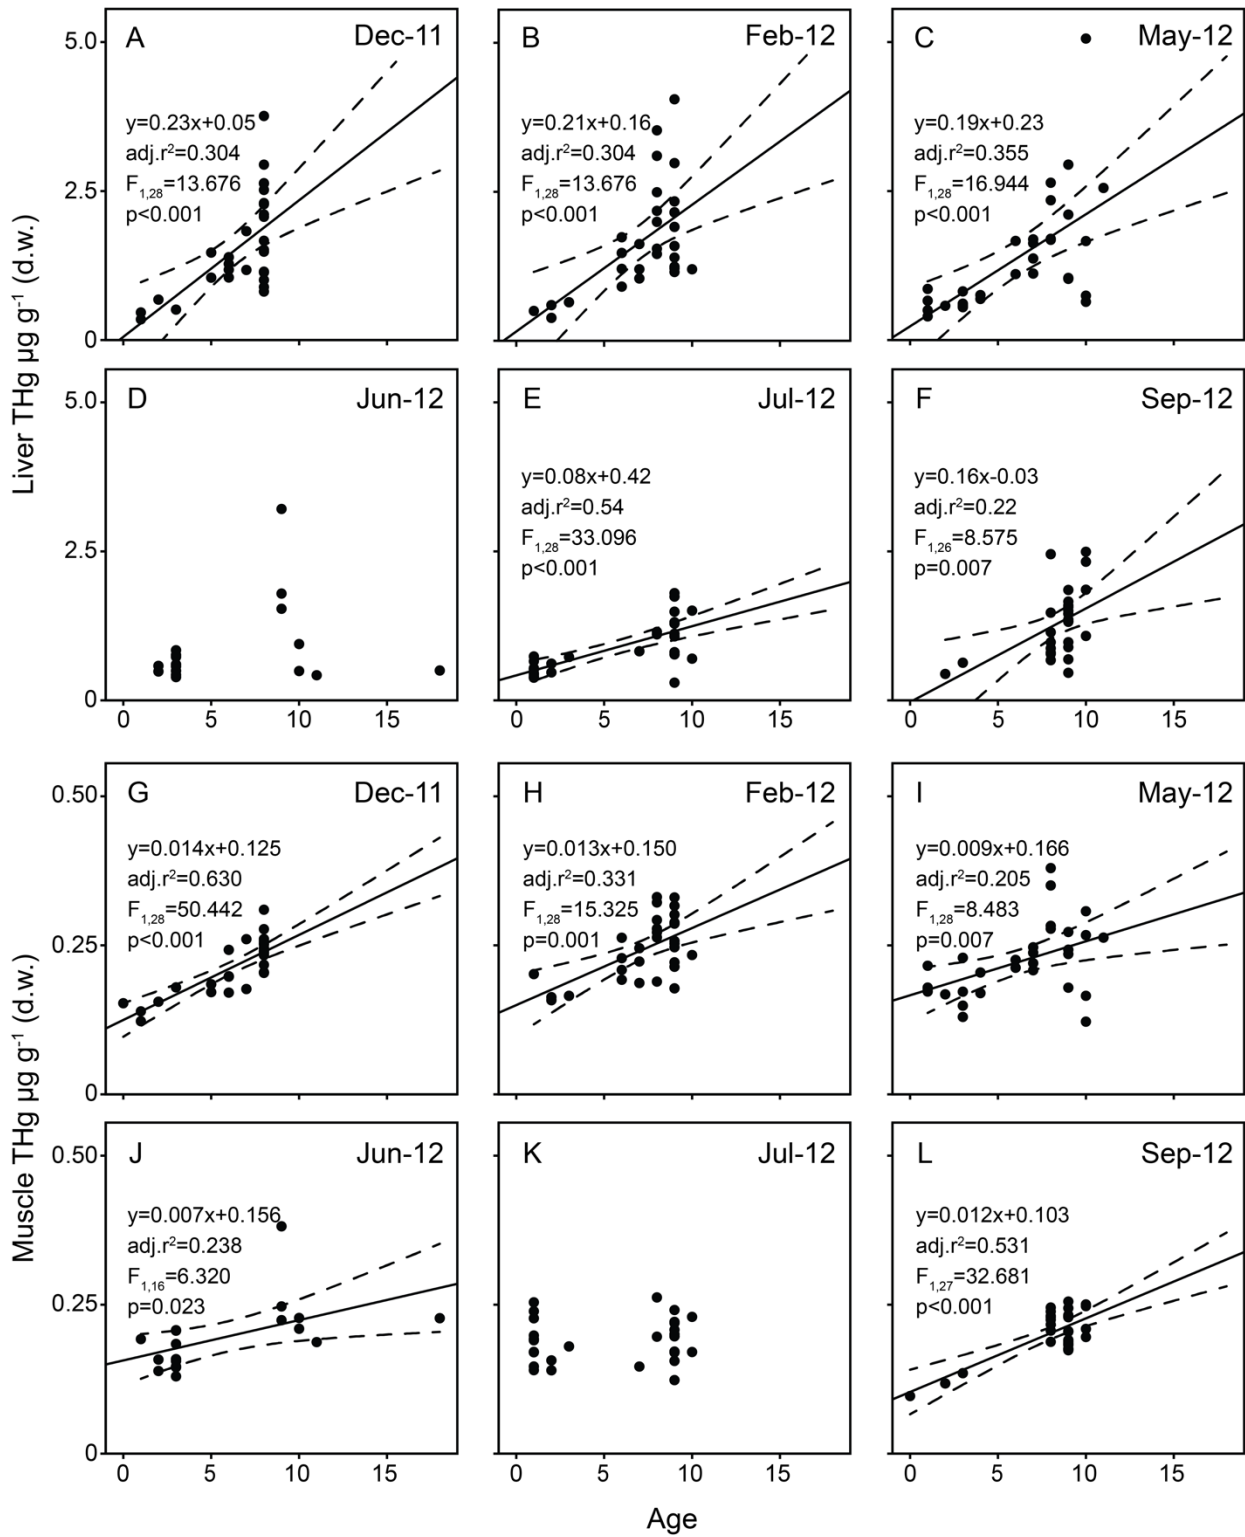 Liver THg µg g⁻¹ (d.w.)
A Dec-11
5.0
2.5
0
y=0.23x+0.05
adj.r²=0.304
F1,28=13.676
p<0.001
B Feb-12
y=0.21x+0.16
adj.r²=0.304
F1,28=13.676
p<0.001
C May-12
y=0.19x+0.23
adj.r²=0.355
F1,28=16.944
p<0.001
D Jun-12
5.0
2.5
0
0 5 10 15
E Jul-12
y=0.08x+0.42
adj.r²=0.54
F1,28=33.096
p<0.001
0 5 10 15
F Sep-12
y=0.16x-0.03
adj.r²=0.22
F1,26=8.575
p=0.007
0 5 10 15
Muscle THg µg g⁻¹ (d.w.)
G Dec-11
0.50
0.25
0
y=0.014x+0.125
adj.r²=0.630
F1,28=50.442
p<0.001
H Feb-12
y=0.013x+0.150
adj.r²=0.331
F1,28=15.325
p=0.001
I May-12
y=0.009x+0.166
adj.r²=0.205
F1,28=8.483
p=0.007
J Jun-12
0.50
0.25
0
y=0.007x+0.156
adj.r²=0.238
F1,16=6.320
p=0.023
0 5 10 15
K Jul-12
0 5 10 15
L Sep-12
y=0.012x+0.103
adj.r²=0.531
F1,27=32.681
p<0.001
0 5 10 15
Age